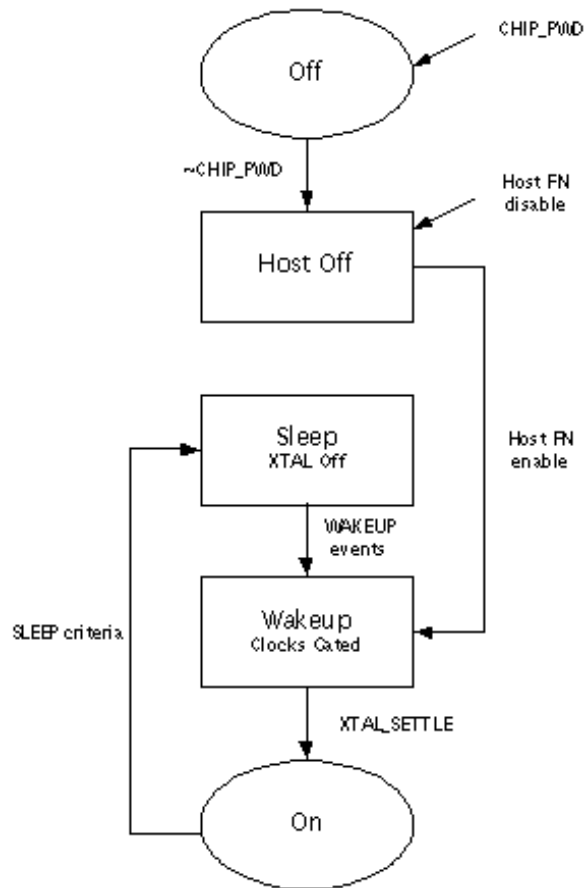 CHIP_PWD
Off
~CHIP_PWD
Host FN
disable
Host Off
Sleep
XTAL Off
Host FN
enable
WAKEUP
events
Wakeup
Clocks Gated
SLEEP criteria
XTAL_SETTLE
On